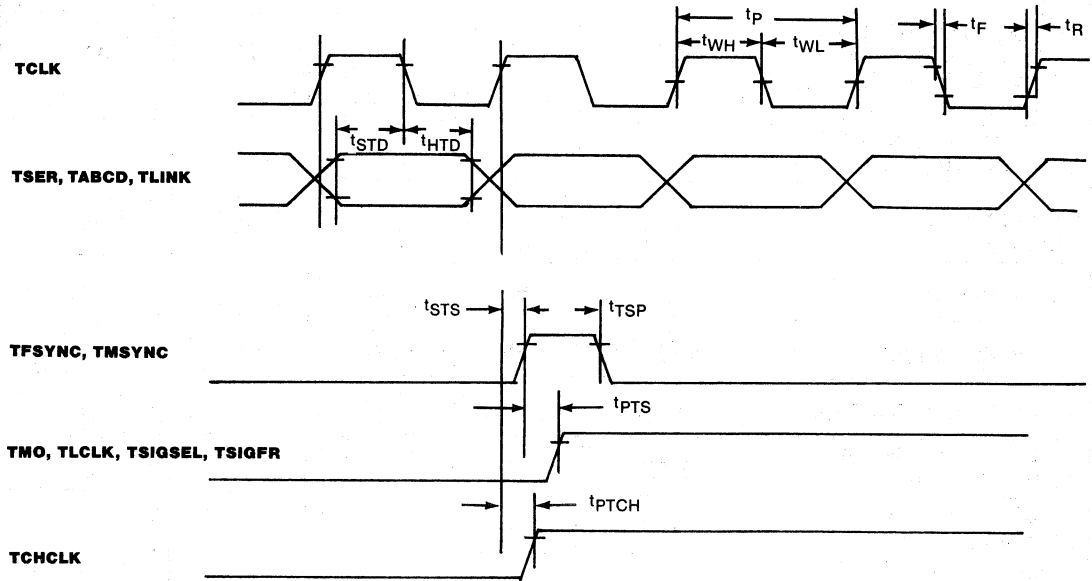 tP
tF
tR
tWH
tWL
TCLK
tSTD
tHTD
TSER, TABCD, TLINK
tSTS
tTSP
TFSYNC, TMSYNC
tPTS
TMO, TLCLK, TSIGSEL, TSIGFR
tPTCH
TCHCLK